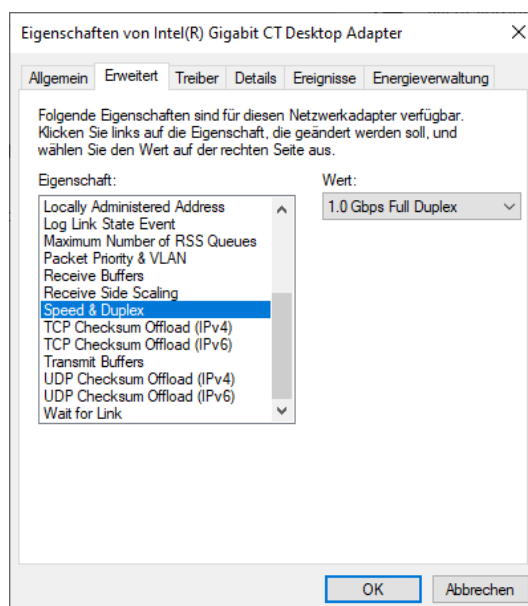 Eigenschaften von Intel(R) Gigabit CT Desktop Adapter
Allgemein Erweitert Treiber Details Ereignisse Energieverwaltung
Folgende Eigenschaften sind für diesen Netzwerkadapter verfügbar.
Klicken Sie links auf die Eigenschaft, die geändert werden soll, und
wählen Sie den Wert auf der rechten Seite aus.
Eigenschaft:
Locally Administered Address
Log Link State Event
Maximum Number of RSS Queues
Packet Priority & VLAN
Receive Buffers
Receive Side Scaling
Speed & Duplex
TCP Checksum Offload (IPv4)
TCP Checksum Offload (IPv6)
Transmit Buffers
UDP Checksum Offload (IPv4)
UDP Checksum Offload (IPv6)
Wait for Link
Wert:
1.0 Gbps Full Duplex
OK Abbrechen